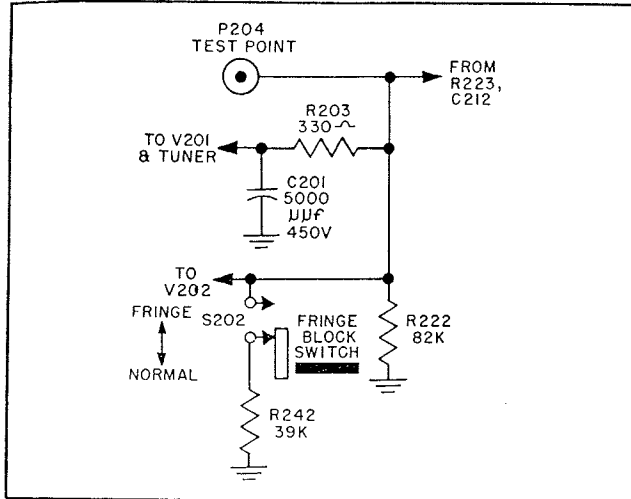 P204
TEST POINT
FROM
R223,
C212
R203
330 Ω
TO V201
& TUNER
C201
5000
μμf
450V
TO
V202
FRINGE
S202
FRINGE
BLOCK
SWITCH
NORMAL
R222
82K
R242
39K